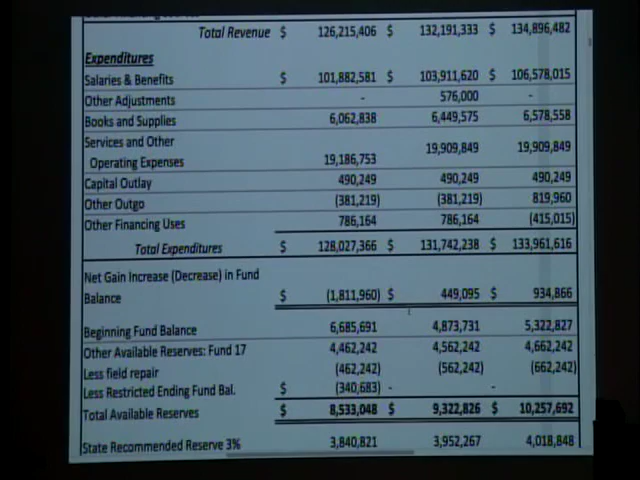 Total Revenue $ 126,215,406 $ 132,191,333 $ 134,896,482
Expenditures
Salaries & Benefits $ 101,882,581 $ 103,911,620 $ 106,578,015
Other Adjustments - 576,000 -
Books and Supplies 6,062,838 6,449,575 6,578,558
Services and Other
Operating Expenses 19,186,753 19,909,849 19,909,849
Capital Outlay 490,249 490,249 490,249
Other Outgo (381,219) (381,219) 819,960
Other Financing Uses 786,164 786,164 (415,015)
Total Expenditures $ 128,027,366 $ 131,742,238 $ 133,961,616
Net Gain Increase (Decrease) in Fund
Balance $ (1,811,960) $ 449,095 $ 934,866
Beginning Fund Balance 6,685,691 4,873,731 5,322,827
Other Available Reserves: Fund 17 4,462,242 4,562,242 4,662,242
Less field repair (462,242) (562,242) (662,242)
Less Restricted Ending Fund Bal. $ (340,683) - -
Total Available Reserves $ 8,533,048 $ 9,322,826 $ 10,257,692
State Recommended Reserve 3% 3,840,821 3,952,267 4,018,848